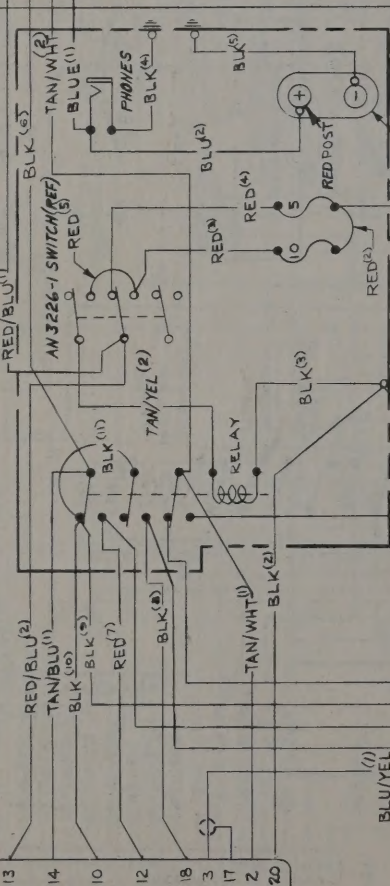 TAN/WHT(2)
BLUE(1)
PHONES
BLK(4)
BLK(5)
BLK(6)
BLU(2)
+
-
RED POST
RED/BLU(1)
AN 3226-1 SWITCH (REF)
RED(5)
RED(4)
5
RED(3)
10
RED(2)
TAN/YEL(2)
BLK(11)
RELAY
BLK(3)
RED/BLU(2)
TAN/BLU(1)
BLK(10)
BLK(9)
RED(7)
BLK(8)
TAN/WHT(1)
BLK(2)
(1)
BLU/YEL
13
14
10
12
18
3
17
2
20